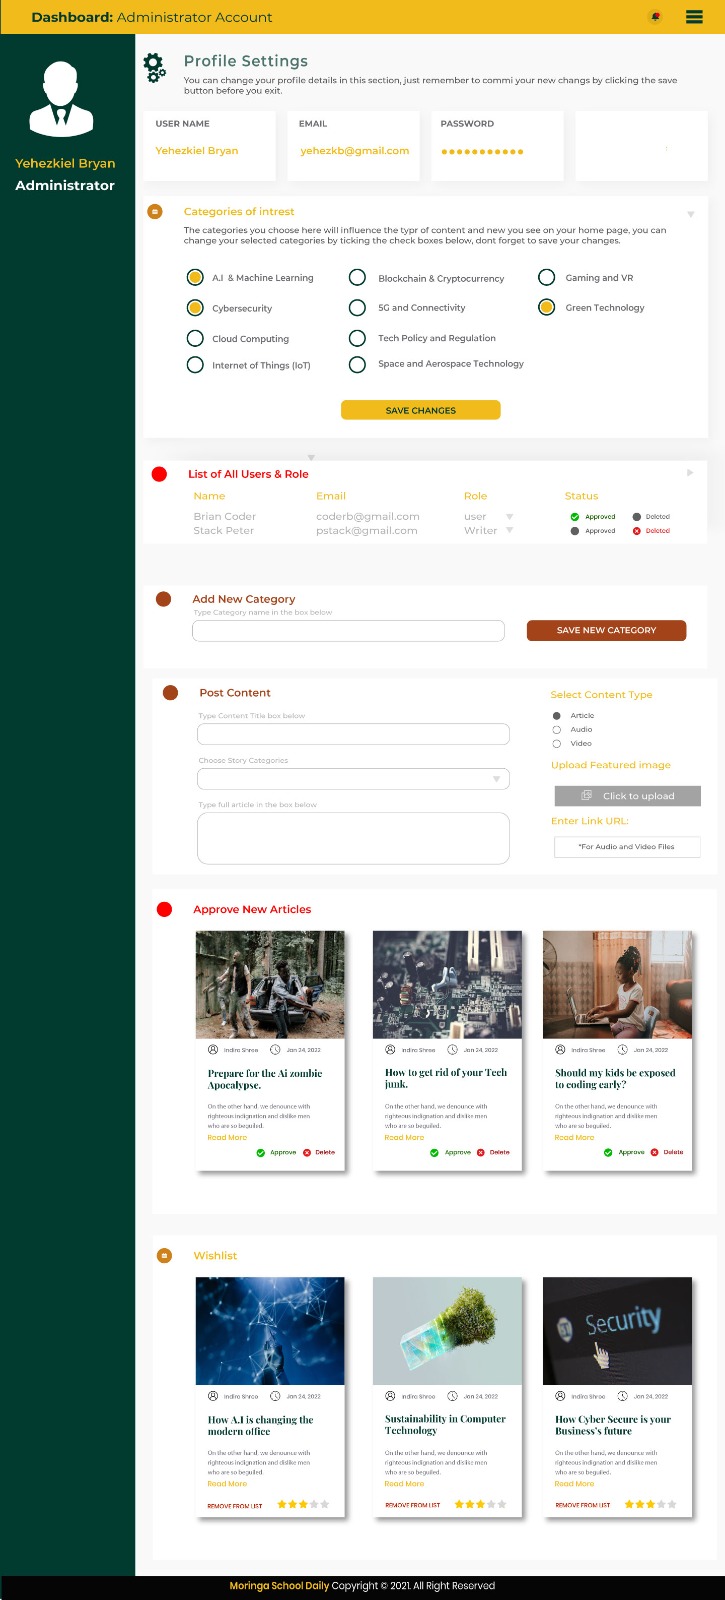 Dashboard: Administrator Account
Yehezkiel Bryan
Administrator
Profile Settings
You can change your profile details in this section, just remember to commi your new changs by clicking the save
button before you exit.
USER NAME
Yehezkiel Bryan
EMAIL
yehezkb@gmail.com
PASSWORD
Categories of intrest
The categories you choose here will influence the typr of content and new you see on your home page, you can
change your selected categories by ticking the check boxes below, dont forget to save your changes.
A.I & Machine Learning
Blockchain & Cryptocurrency
Gaming and VR
Cybersecurity
5G and Connectivity
Green Technology
Cloud Computing
Tech Policy and Regulation
Internet of Things (IoT)
Space and Aerospace Technology
SAVE CHANGES
List of All Users & Role
Name Email Role Status
Brian Coder coderb@gmail.com user Approved Deleted
Stack Peter pstack@gmail.com Writer Approved Deleted
Add New Category
Type Category name in the box below
SAVE NEW CATEGORY
Post Content
Type Content Title box below
Choose Story Categories
Type full article in the box below
Select Content Type
Article
Audio
Video
Upload Featured image
Click to upload
Enter Link URL:
*For Audio and Video Files
Approve New Articles
Indira Shree Jan 24, 2022
Prepare for the Ai zombie
Apocalypse.
On the other hand, we denounce with
righteous indignation and dislike men
who are so beguiled.
Read More
Approve Delete
Indira Shree Jan 24, 2022
How to get rid of your Tech
junk.
On the other hand, we denounce with
righteous indignation and dislike men
who are so beguiled.
Read More
Approve Delete
Indira Shree Jan 24, 2022
Should my kids be exposed
to coding early?
On the other hand, we denounce with
righteous indignation and dislike men
who are so beguiled.
Read More
Approve Delete
Wishlist
Indira Shree Jan 24, 2022
How A.I is changing the
modern office
On the other hand, we denounce with
righteous indignation and dislike men
who are so beguiled.
Read More
REMOVE FROM LIST
Indira Shree Jan 24, 2022
Sustainability in Computer
Technology
On the other hand, we denounce with
righteous indignation and dislike men
who are so beguiled.
Read More
REMOVE FROM LIST
Security
Indira Shree Jan 24, 2022
How Cyber Secure is your
Business's future
On the other hand, we denounce with
righteous indignation and dislike men
who are so beguiled.
Read More
REMOVE FROM LIST
Moringa School Daily Copyright © 2021. All Right Reserved